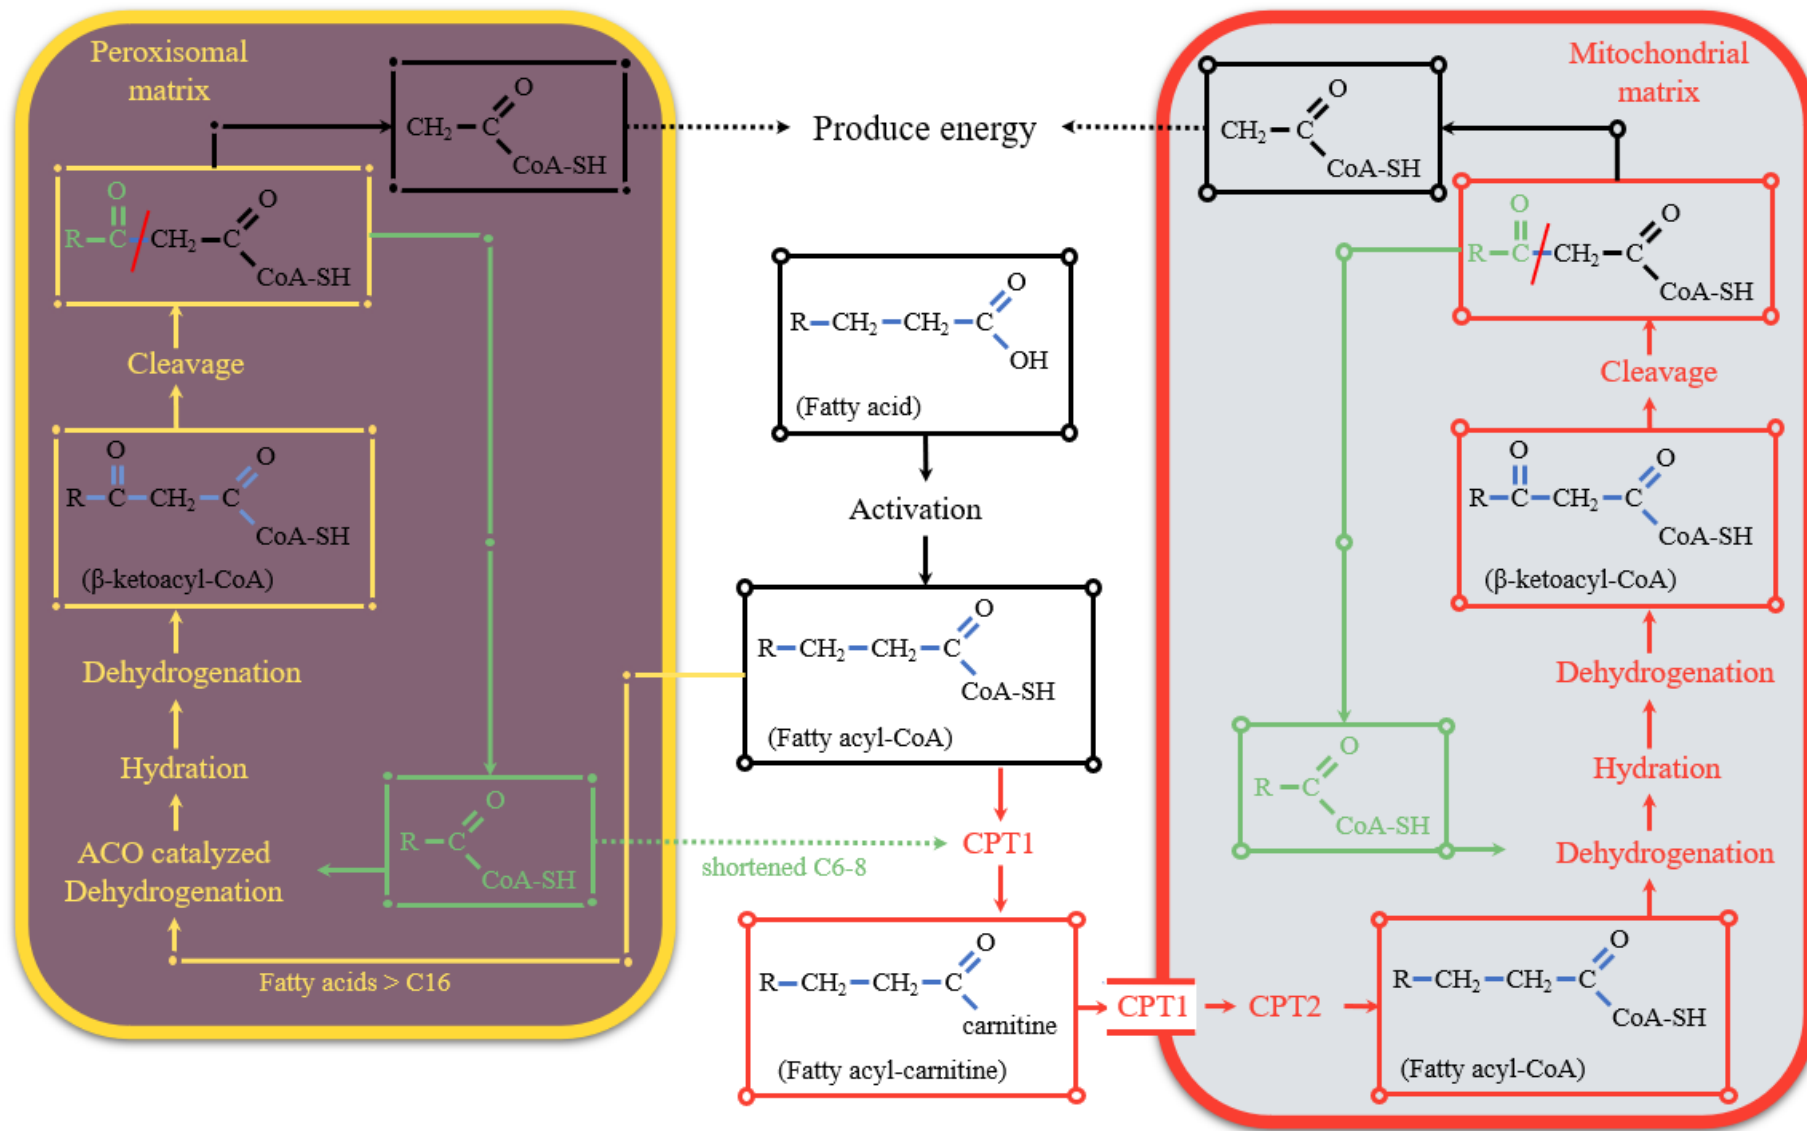 Peroxisomal
matrix
O
CH₂ C
CoA-SH
O
R C CH₂ C O
CoA-SH
Cleavage
O
R C CH₂ C O
CoA-SH
(β-ketoacyl-CoA)
Dehydrogenation
Hydration
ACO catalyzed
Dehydrogenation
O
R C
CoA-SH
Fatty acids > C16
shortened C6-8
Produce energy
O
R CH₂ CH₂ C
OH
(Fatty acid)
Activation
O
R CH₂ CH₂ C
CoA-SH
(Fatty acyl-CoA)
CPT1
O
R CH₂ CH₂ C
carnitine
(Fatty acyl-carnitine)
CPT1
CPT2
Mitochondrial
matrix
O
CH₂ C
CoA-SH
O
R C CH₂ C O
CoA-SH
Cleavage
O
R C CH₂ C O
CoA-SH
(β-ketoacyl-CoA)
Dehydrogenation
Hydration
Dehydrogenation
O
R C
CoA-SH
O
R CH₂ CH₂ C
CoA-SH
(Fatty acyl-CoA)